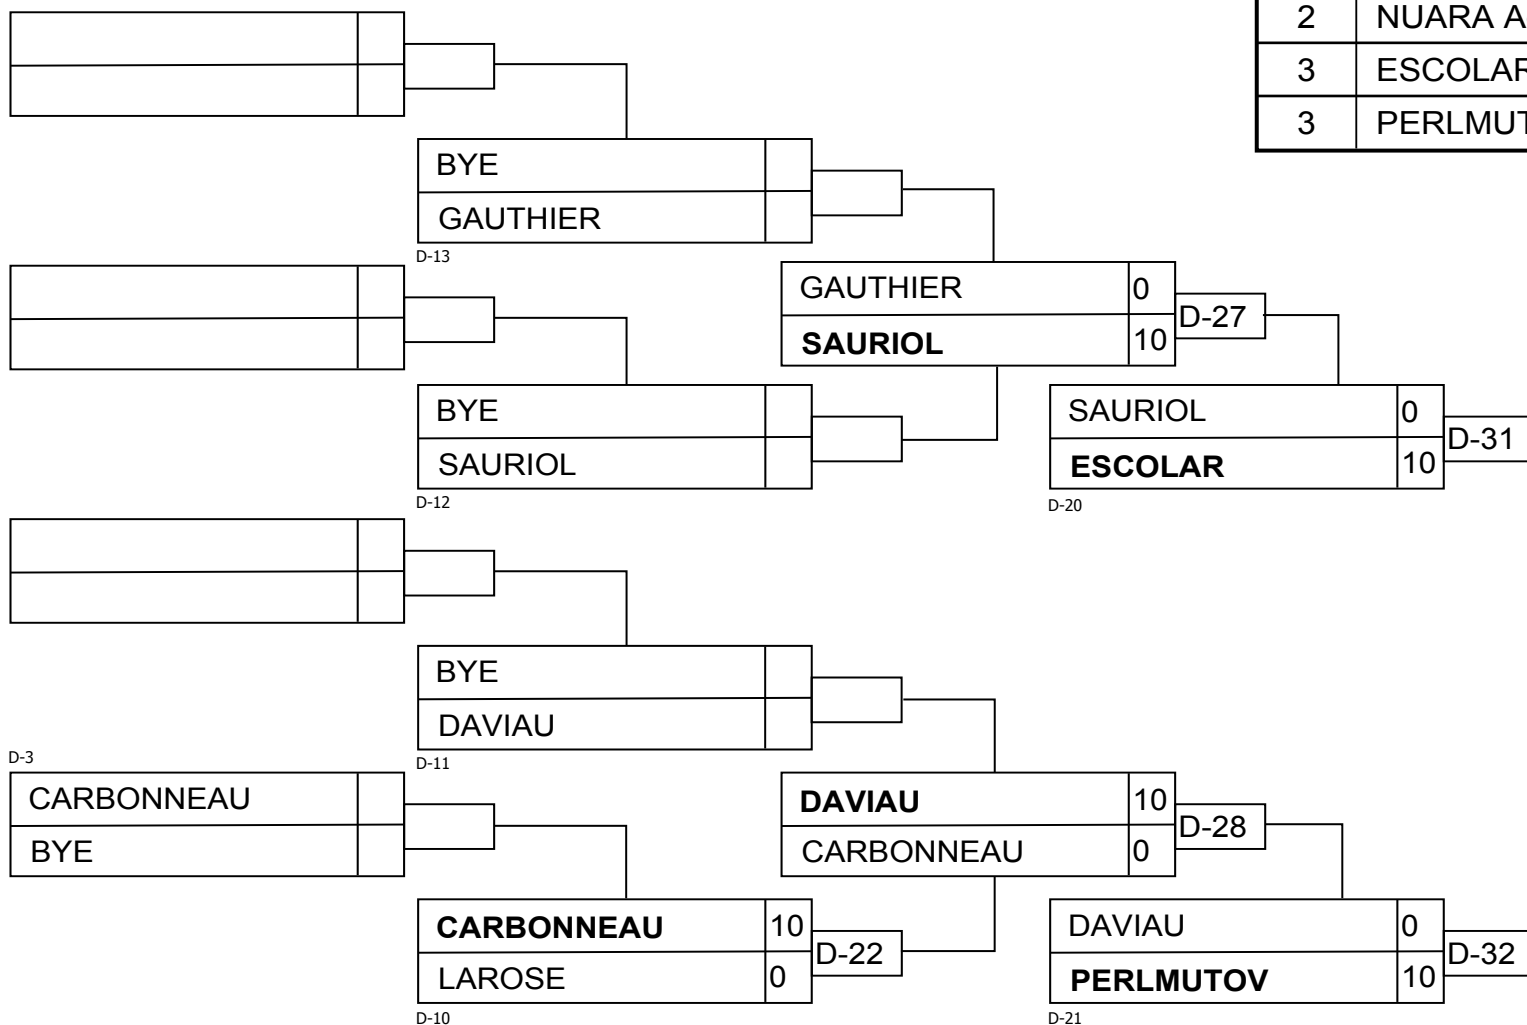 2 NUARA A
3 ESCOLAR
3 PERLMUT
BYE
GAUTHIER
D-13
GAUTHIER 0
SAURIOL 10
D-27
BYE
SAURIOL
D-12
SAURIOL 0
ESCOLAR 10
D-31
D-20
BYE
DAVIAU
D-11
D-3
CARBONNEAU
BYE
DAVIAU 10
CARBONNEAU 0
D-28
CARBONNEAU 10
LAROSE 0
D-22
D-10
DAVIAU 0
PERLMUTOV 10
D-32
D-21